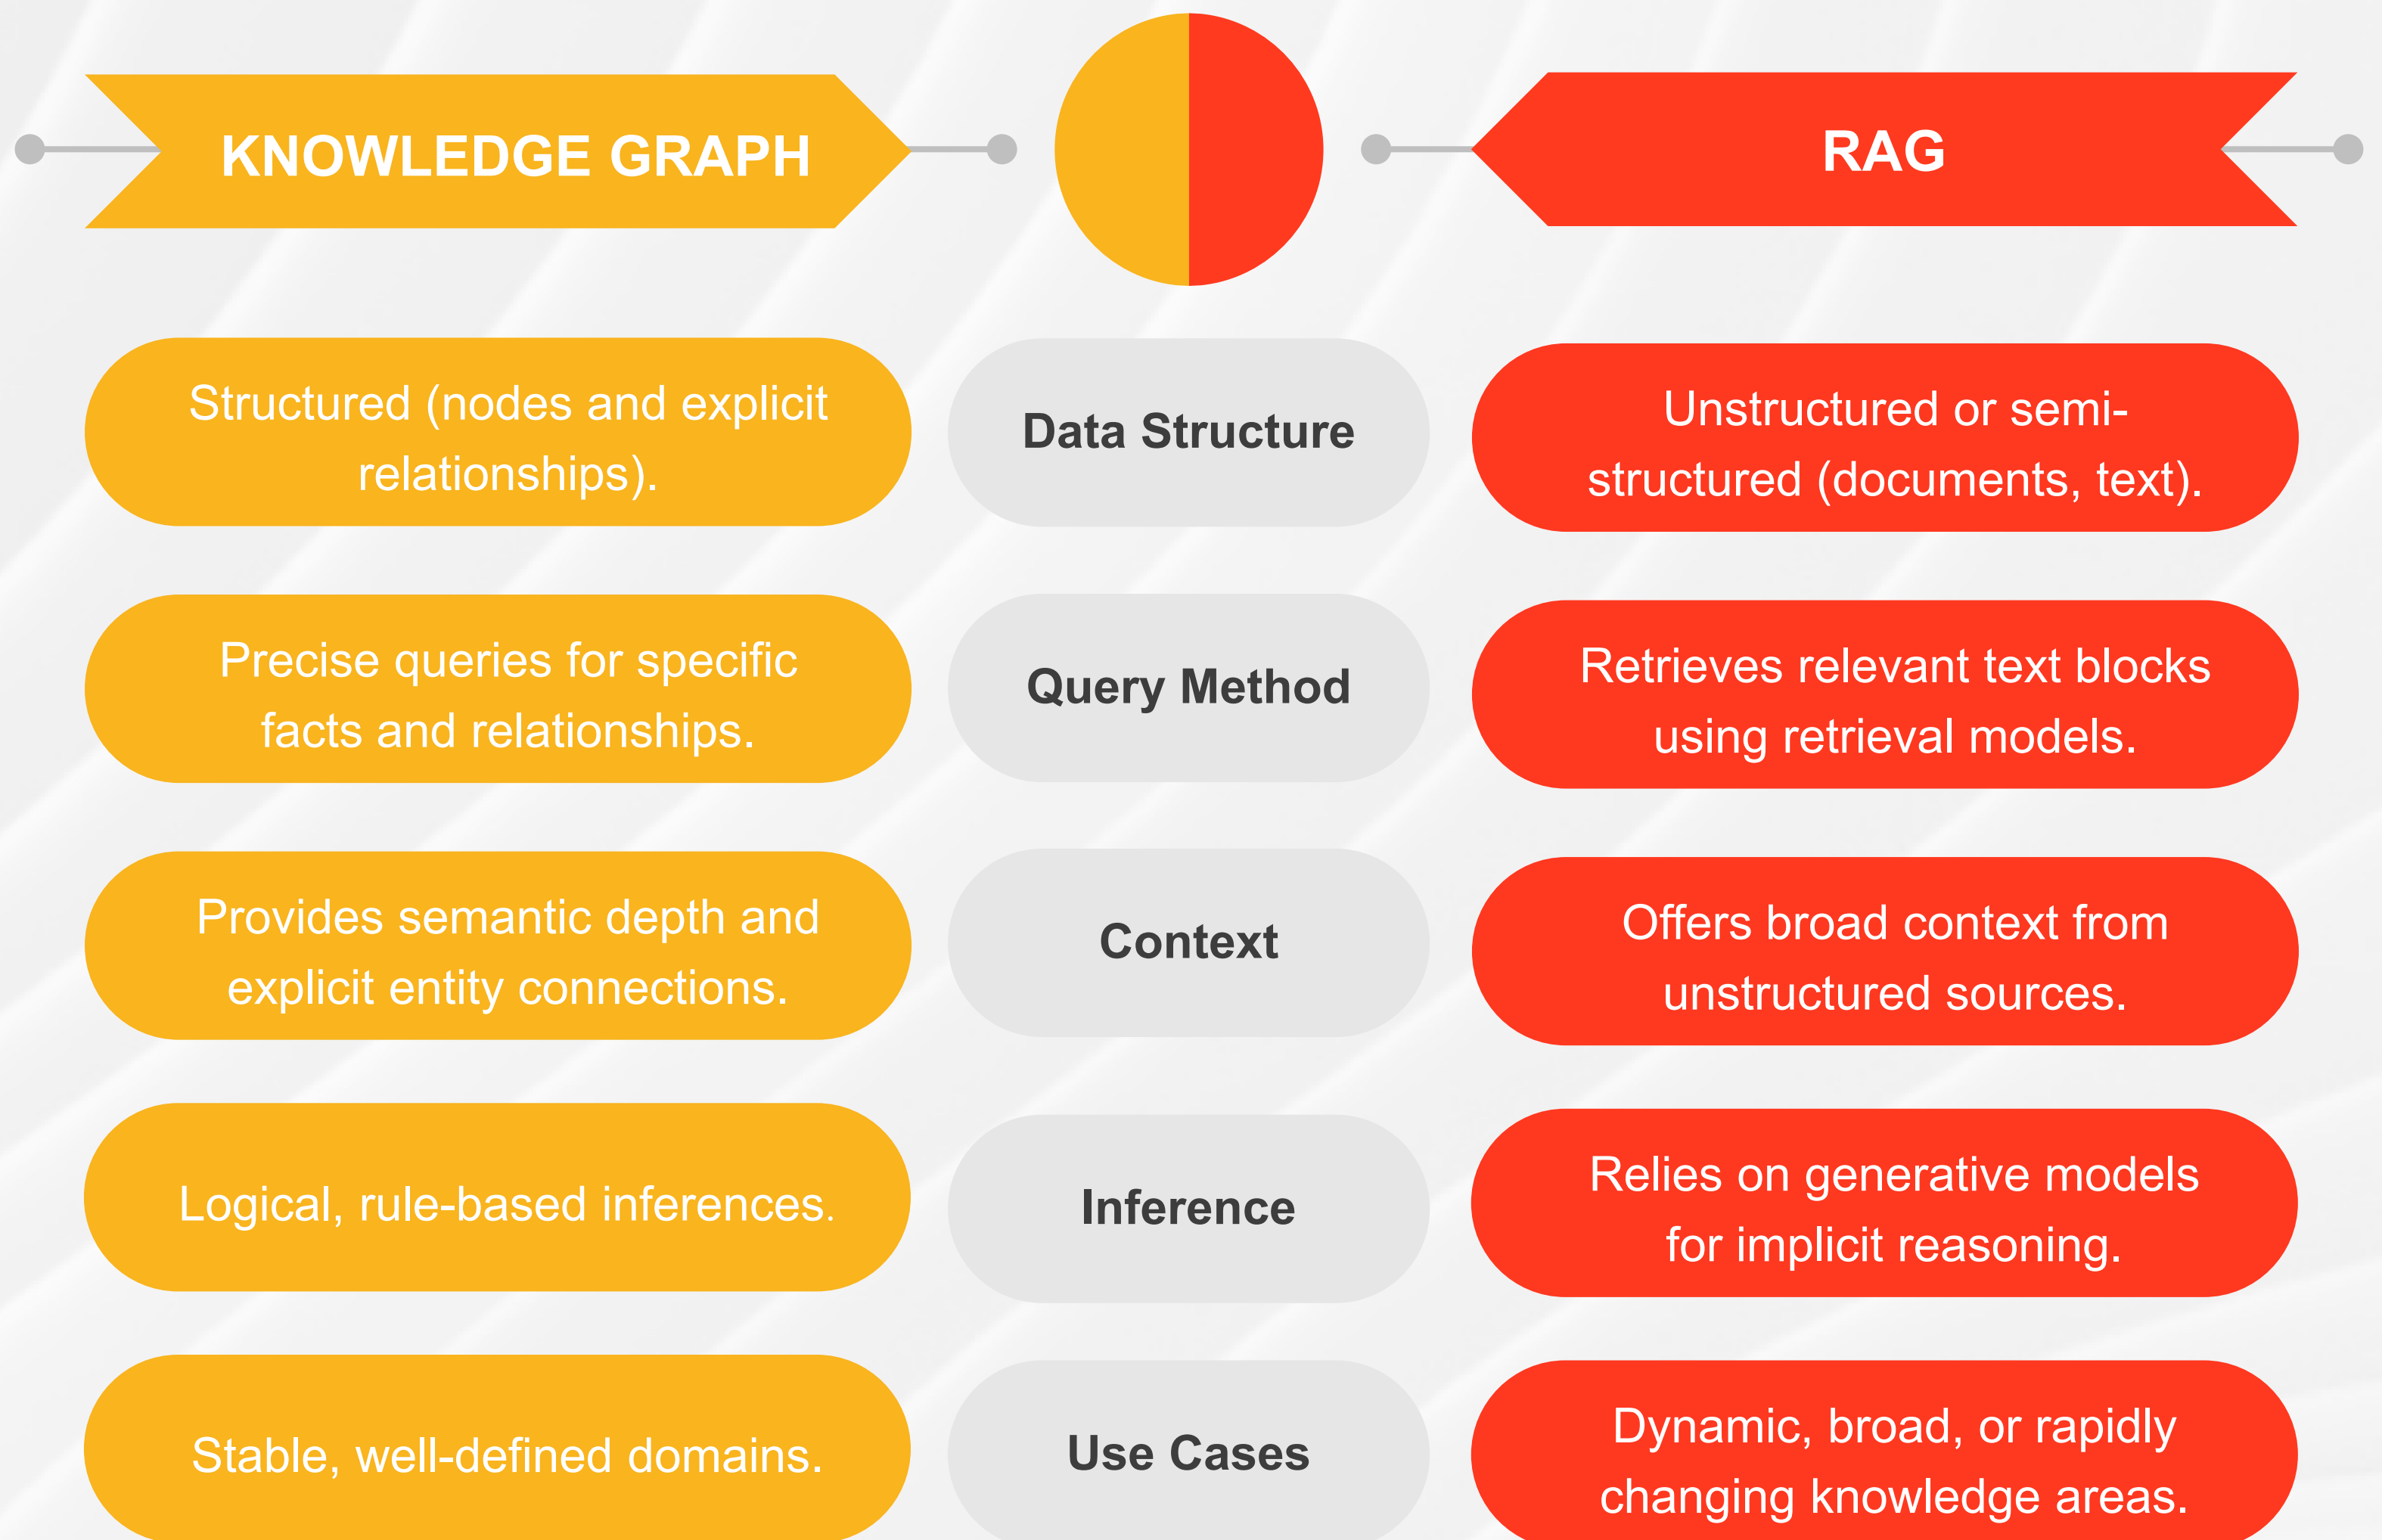 KNOWLEDGE GRAPH
RAG
Structured (nodes and explicit
relationships).
Data Structure
Unstructured or semi-
structured (documents, text).
Precise queries for specific
facts and relationships.
Query Method
Retrieves relevant text blocks
using retrieval models.
Provides semantic depth and
explicit entity connections.
Context
Offers broad context from
unstructured sources.
Logical, rule-based inferences.
Inference
Relies on generative models
for implicit reasoning.
Stable, well-defined domains.
Use Cases
Dynamic, broad, or rapidly
changing knowledge areas.